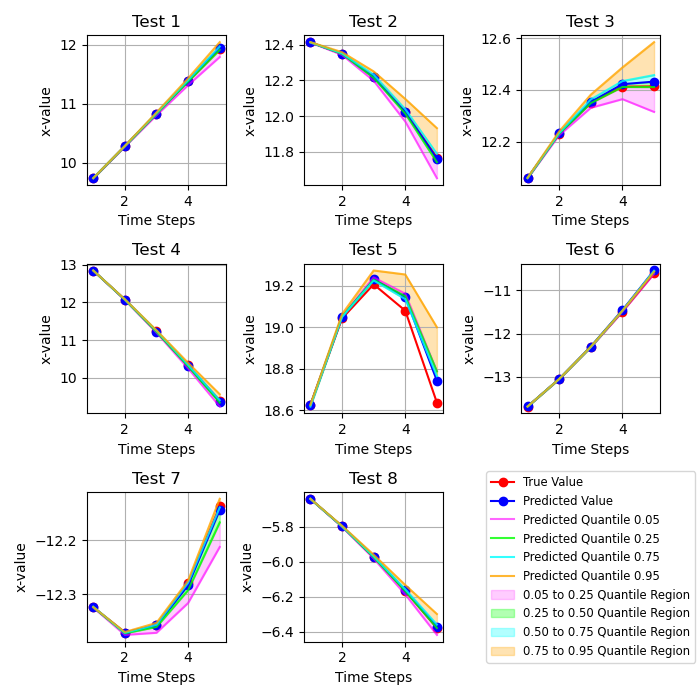 Test 1
Test 2
Test 3
12
11
10
x-value
2
4
Time Steps
12.4
12.2
12.0
11.8
x-value
2
4
Time Steps
12.6
12.4
12.2
x-value
2
4
Time Steps
Test 4
Test 5
Test 6
13
12
11
10
x-value
2
4
Time Steps
19.2
19.0
18.8
18.6
x-value
2
4
Time Steps
−11
−12
−13
x-value
2
4
Time Steps
Test 7
Test 8
−12.2
−12.3
x-value
2
4
Time Steps
−5.8
−6.0
−6.2
−6.4
x-value
2
4
Time Steps
True Value
Predicted Value
Predicted Quantile 0.05
Predicted Quantile 0.25
Predicted Quantile 0.75
Predicted Quantile 0.95
0.05 to 0.25 Quantile Region
0.25 to 0.50 Quantile Region
0.50 to 0.75 Quantile Region
0.75 to 0.95 Quantile Region